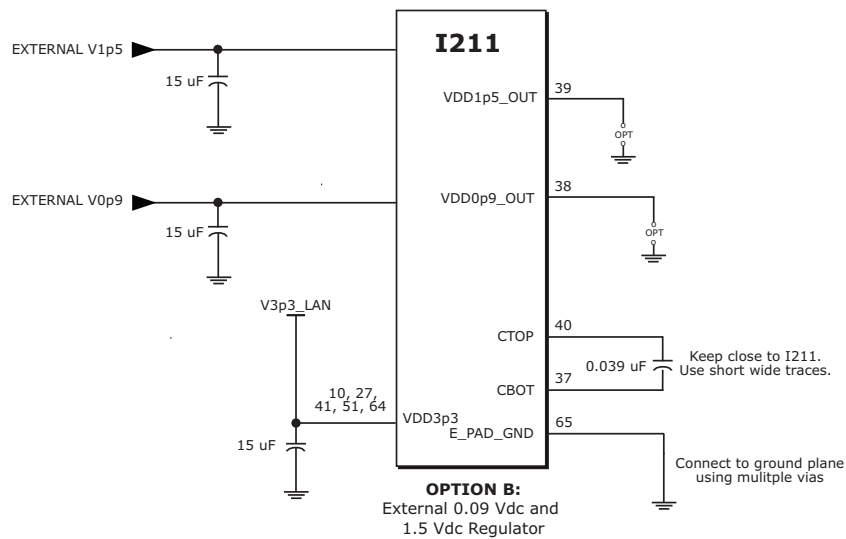 I211
EXTERNAL V1p5
15 uF
VDD1p5_OUT
39
OPT
EXTERNAL V0p9
15 uF
VDD0p9_OUT
38
OPT
V3p3_LAN
10, 27,
41, 51, 64
VDD3p3
15 uF
CTOP
40
0.039 uF
Keep close to I211.
Use short wide traces.
CBOT
37
E_PAD_GND
65
Connect to ground plane
using mulitple vias
OPTION B:
External 0.09 Vdc and
1.5 Vdc Regulator